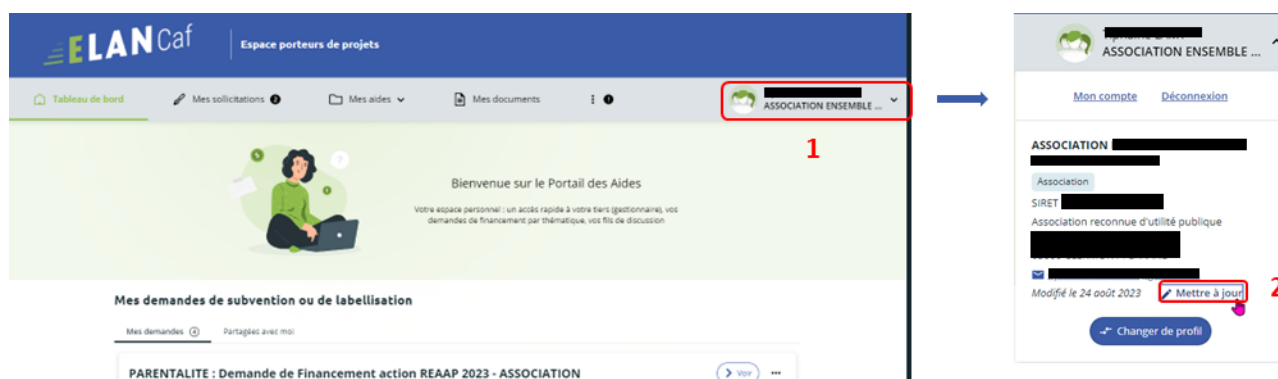 ELAN Caf
Espace porteurs de projets
Tableau de bord
Mes sollicitations 2
Mes aides
Mes documents
ASSOCIATION ENSEMBLE ...
1
Bienvenue sur le Portail des Aides
Votre espace personnel : un accès rapide à votre tiers (gestionnaire), vos
demandes de financement par thématique, vos fils de discussion
Mes demandes de subvention ou de labellisation
Mes demandes 4
Partagées avec moi
PARENTALITE : Demande de Financement action REAAP 2023 - ASSOCIATION
Voir
ASSOCIATION ENSEMBLE ...
Mon compte
Déconnexion
ASSOCIATION
Association
SIRET
Association reconnue d'utilité publique
Modifié le 24 août 2023
Mettre à jour
2
Changer de profil